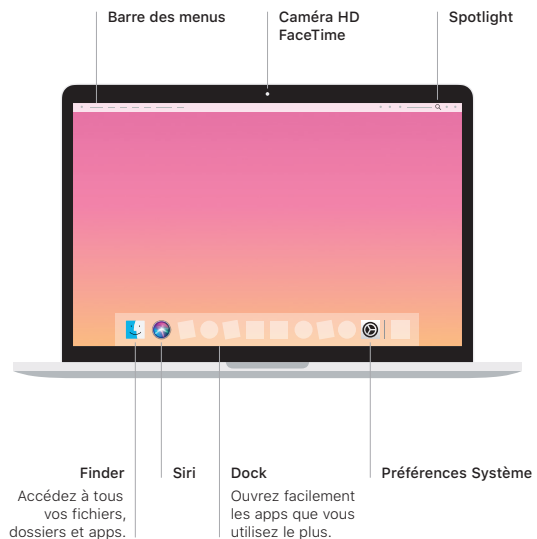 Barre des menus
Caméra HD
FaceTime
Spotlight
Finder
Accédez à tous
vos fichiers,
dossiers et apps.
Siri
Dock
Ouvrez facilement
les apps que vous
utilisez le plus.
Préférences Système